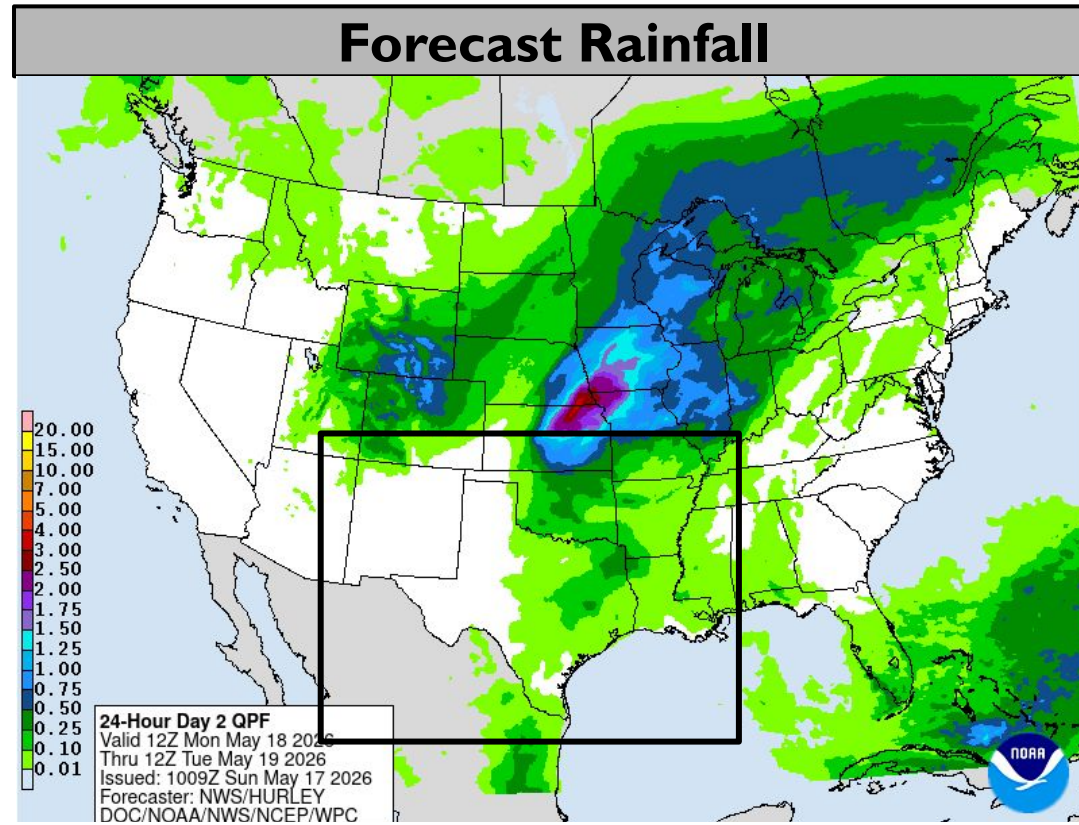 Forecast Rainfall
20.00
15.00
10.00
7.00
5.00
4.00
3.00
2.50
2.00
1.75
1.50
1.25
1.00
0.75
0.50
0.25
0.10
0.01
24-Hour Day 2 QPF
Valid 12Z Mon May 18 2026
Thru 12Z Tue May 19 2026
Issued: 1009Z Sun May 17 2026
Forecaster: NWS/HURLEY
DOC/NOAA/NWS/NCEP/WPC
NOAA